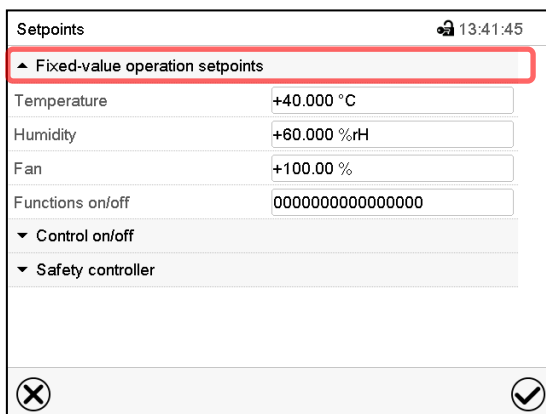 Setpoints 13:41:45
Fixed-value operation setpoints
Temperature +40.000 °C
Humidity +60.000 %rH
Fan +100.00 %
Functions on/off 0000000000000000
Control on/off
Safety controller